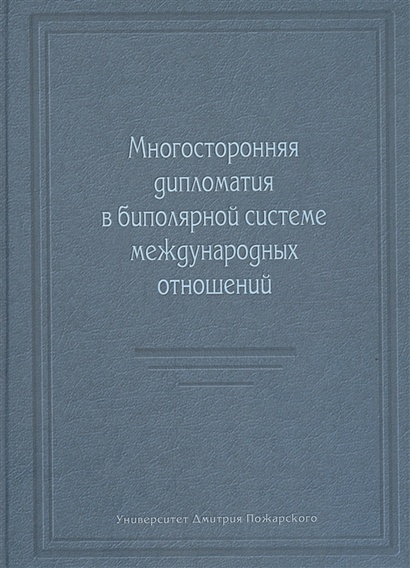 Многосторонняя
дипломатия
в биполярной системе
международных
отношений
Университет Дмитрия Пожарского